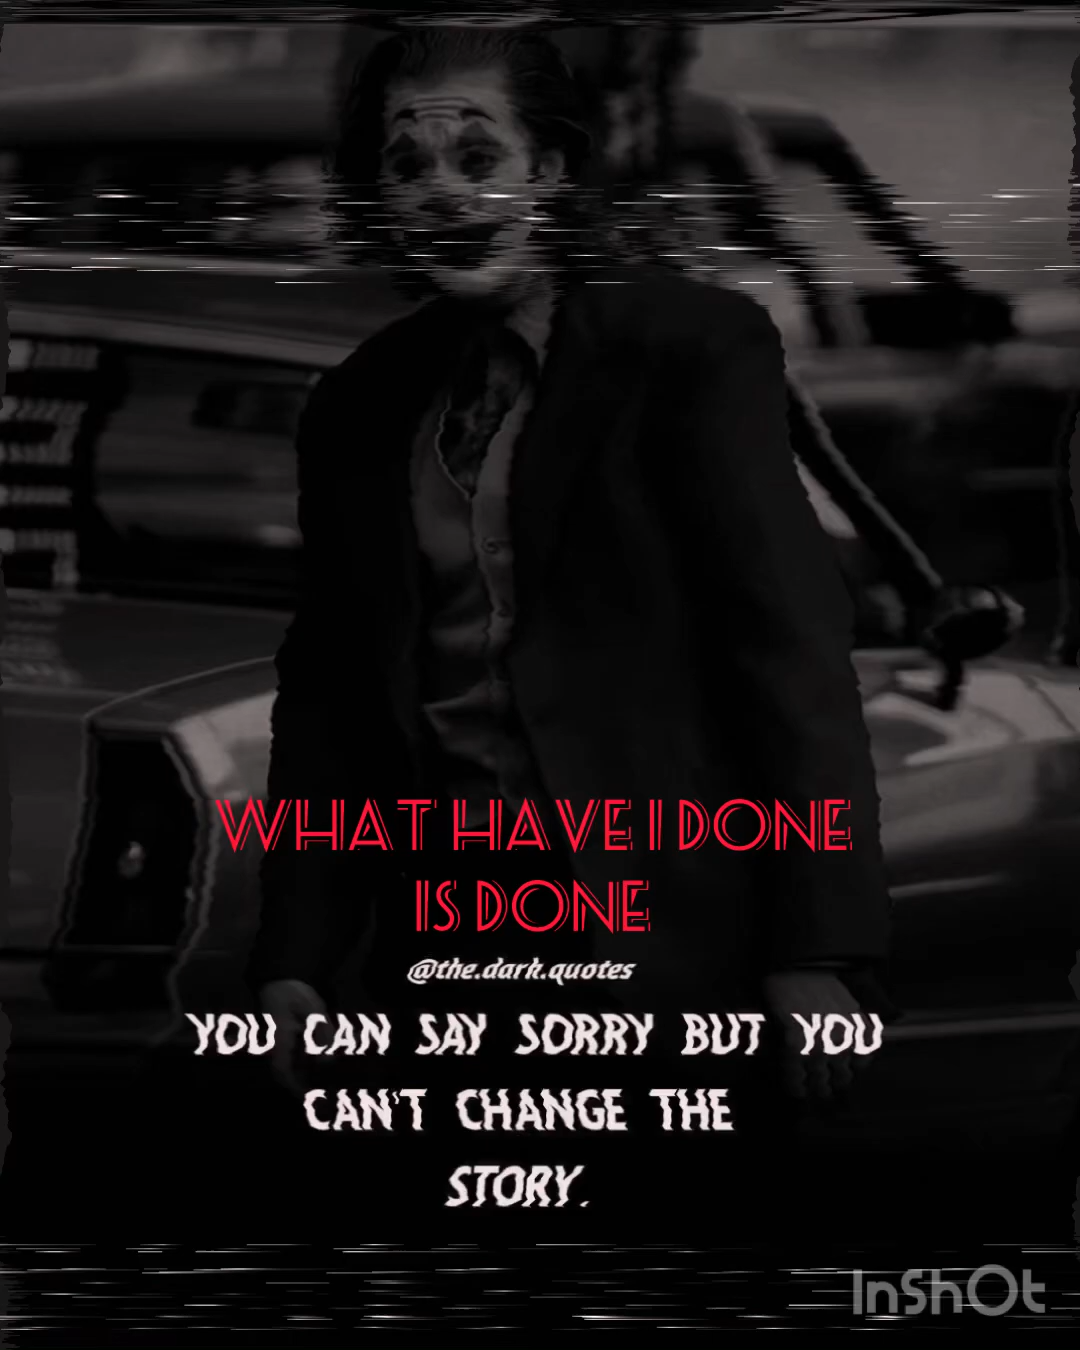 WHAT HAVE I DONE
IS DONE
@the.dark.quotes
YOU CAN SAY SORRY BUT YOU
CAN'T CHANGE THE
STORY.
InShOt